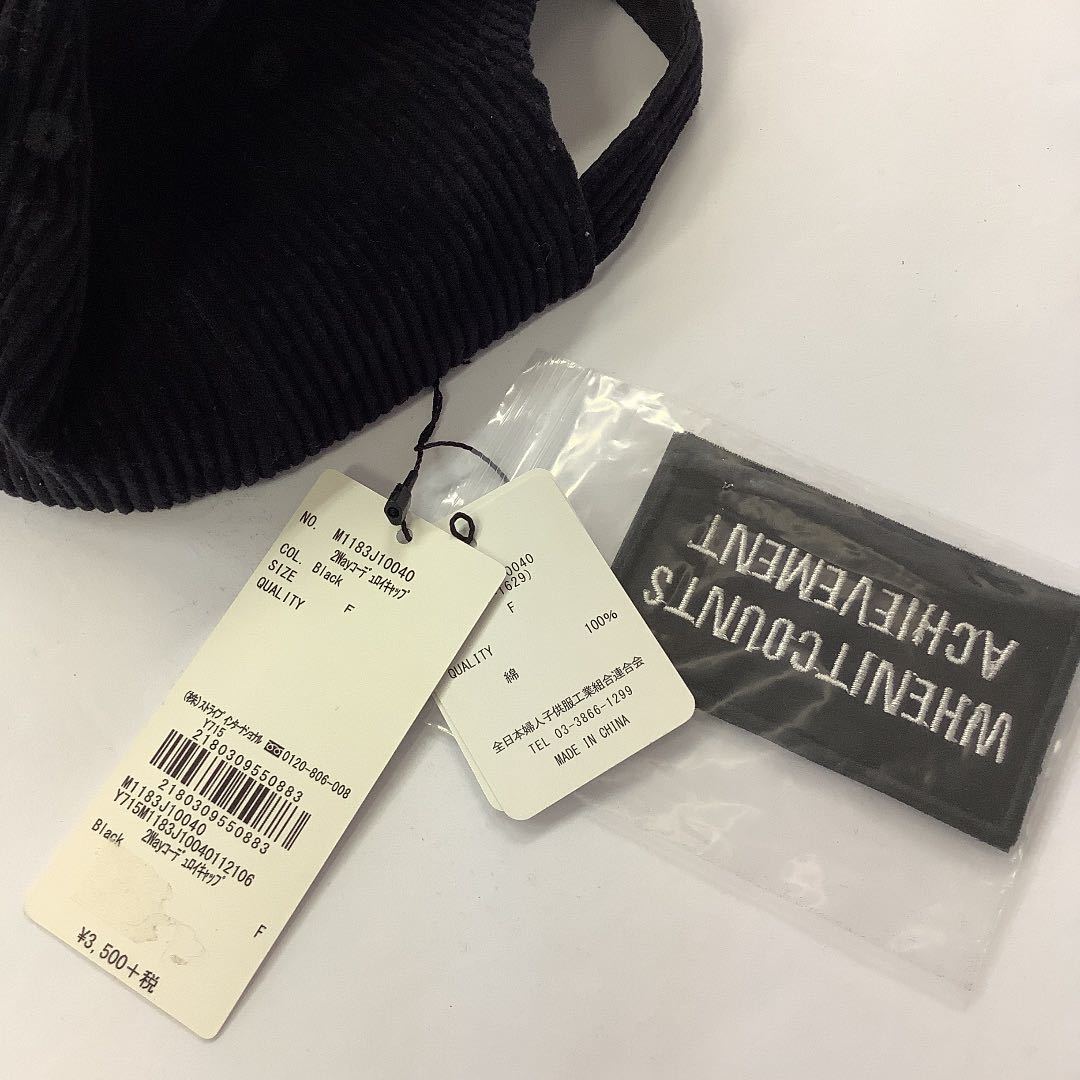 NO. M1183J10040
2Wayコーデュロイキャップ
COL. Black
SIZE F
QUALITY
(株)ストライプインターナショナル
Y715 0120-806-008
2180309550883
2180309550883
M1183J10040
Y715M1183J10040112106
2Wayコーデュロイキャップ
Black F
¥3,500+税
0040
1629)
F
QUALITY
綿 100%
全日本婦人子供服工業組合連合会
TEL 03-3866-1299
MADE IN CHINA
WHEN IT COUNTS
ACHIEVEMENT